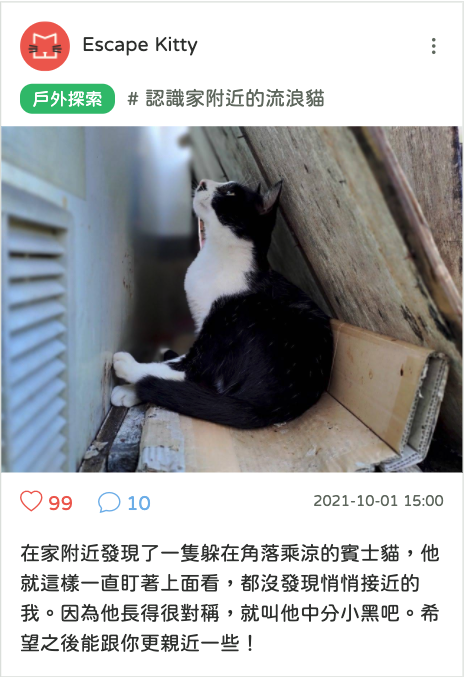 Escape Kitty
戶外探索 # 認識家附近的流浪貓
99 10 2021-10-01 15:00
在家附近發現了一隻躲在角落乘涼的賓士貓，他
就這樣一直盯著上面看，都沒發現悄悄接近的
我。因為他長得很對稱，就叫他中分小黑吧。希
望之後能跟你更親近一些！